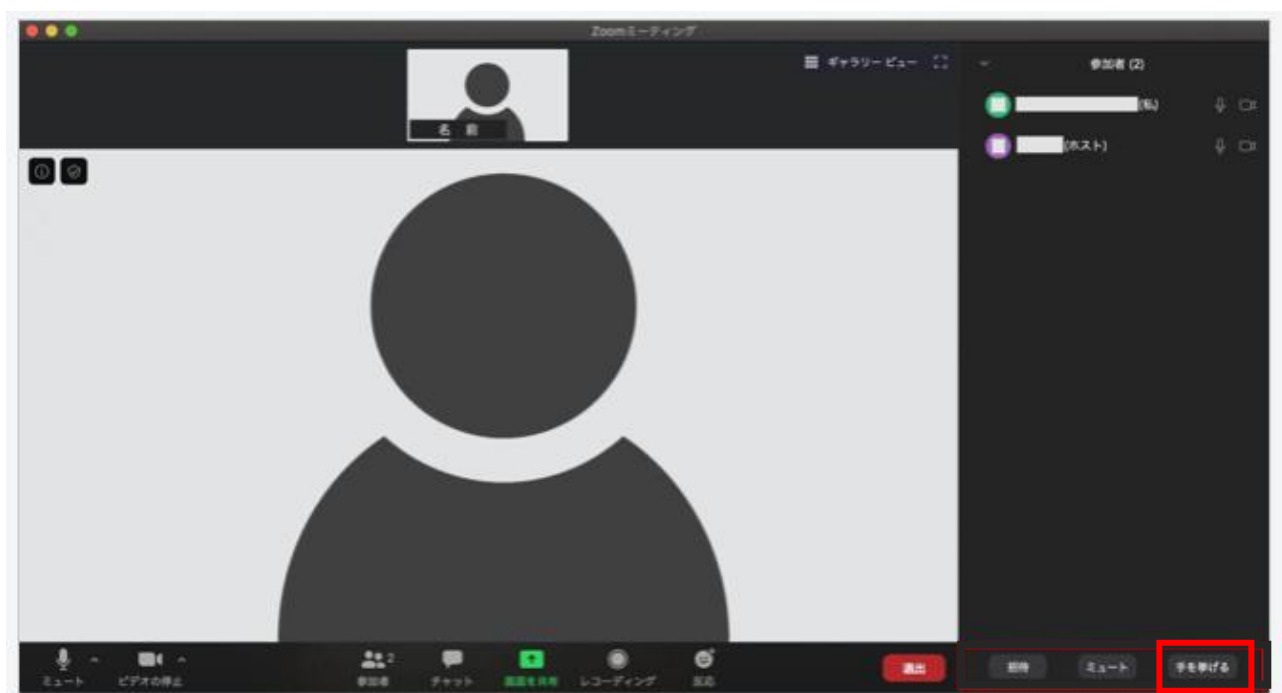 Zoomミーティング
ギャラリー ビュー
参加者 (2)
(私)
(ホスト)
名 前
ミュート
ビデオの停止
2
参加者
チャット
画面を共有
レコーディング
反応
退出
招待
ミュート
手を挙げる